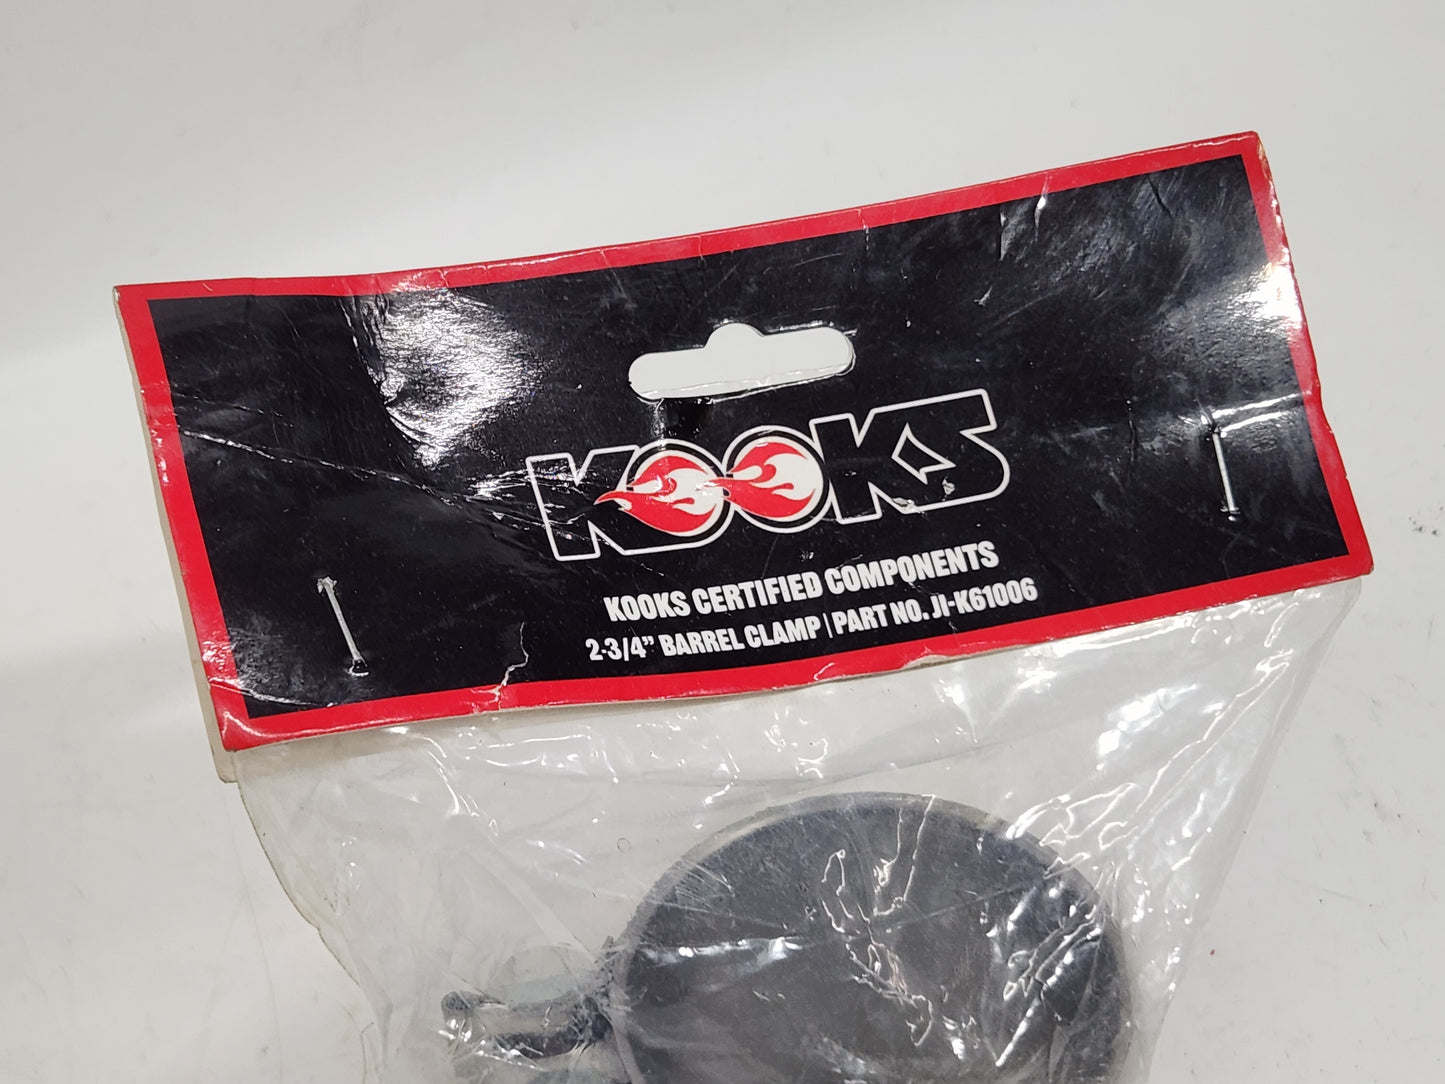 KOOKS
KOOKS CERTIFIED COMPONENTS
2-3/4" BARREL CLAMP | PART NO. JI-K61006